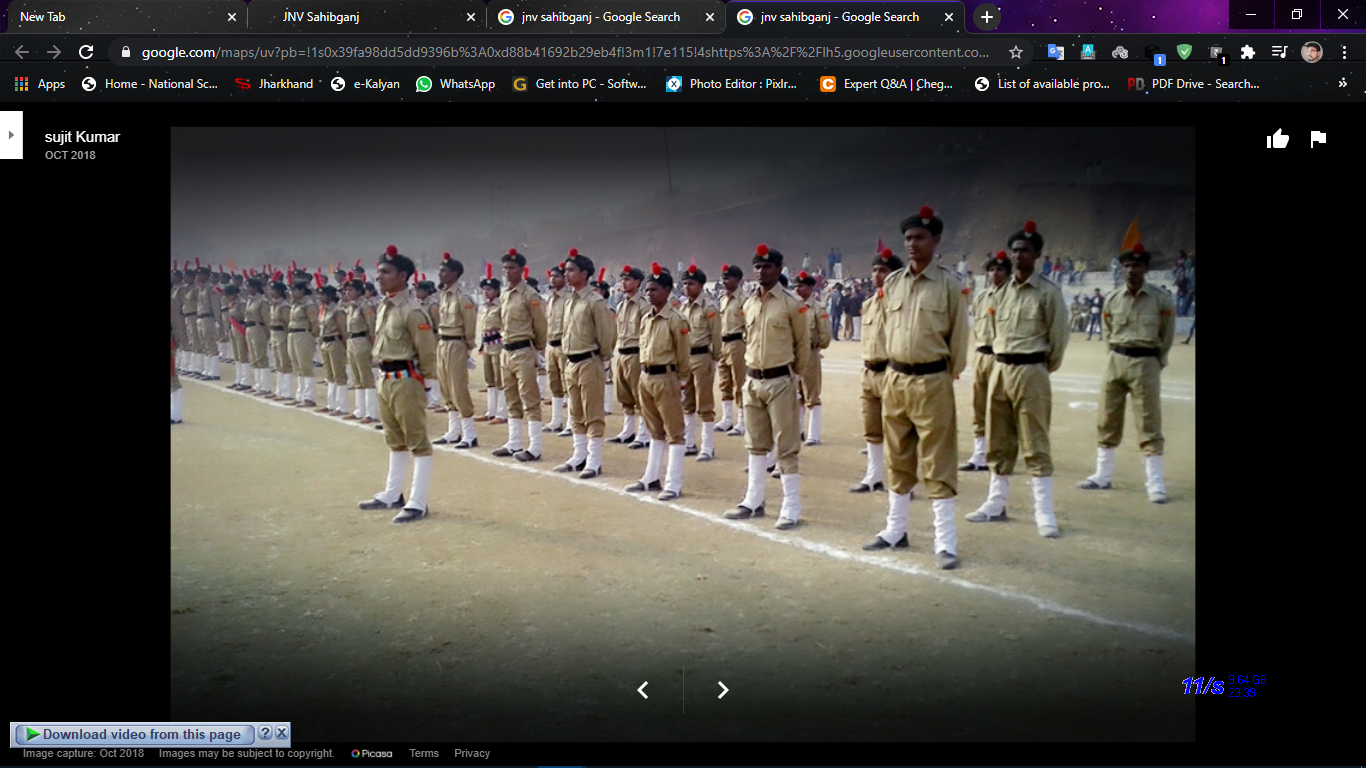 New Tab
JNV Sahibganj
jnv sahibganj - Google Search
jnv sahibganj - Google Search
google.com/maps/uv?pb=!1s0x39fa98dd5dd9396b%3A0xd88b41692b29eb4f!3m1!7e115!4shttps%3A%2F%2Flh5.googleusercontent.co...
1
1
Apps
Home - National Sc...
Jharkhand
e-Kalyan
WhatsApp
Get into PC - Softw...
Photo Editor : Pixlr...
Expert Q&A | Cheg...
List of available pro...
PDF Drive - Search...
»
sujit Kumar
OCT 2018
11/s
9.64 GB
23:39
Download video from this page
?
Image capture: Oct 2018
Images may be subject to copyright.
Picasa
Terms
Privacy